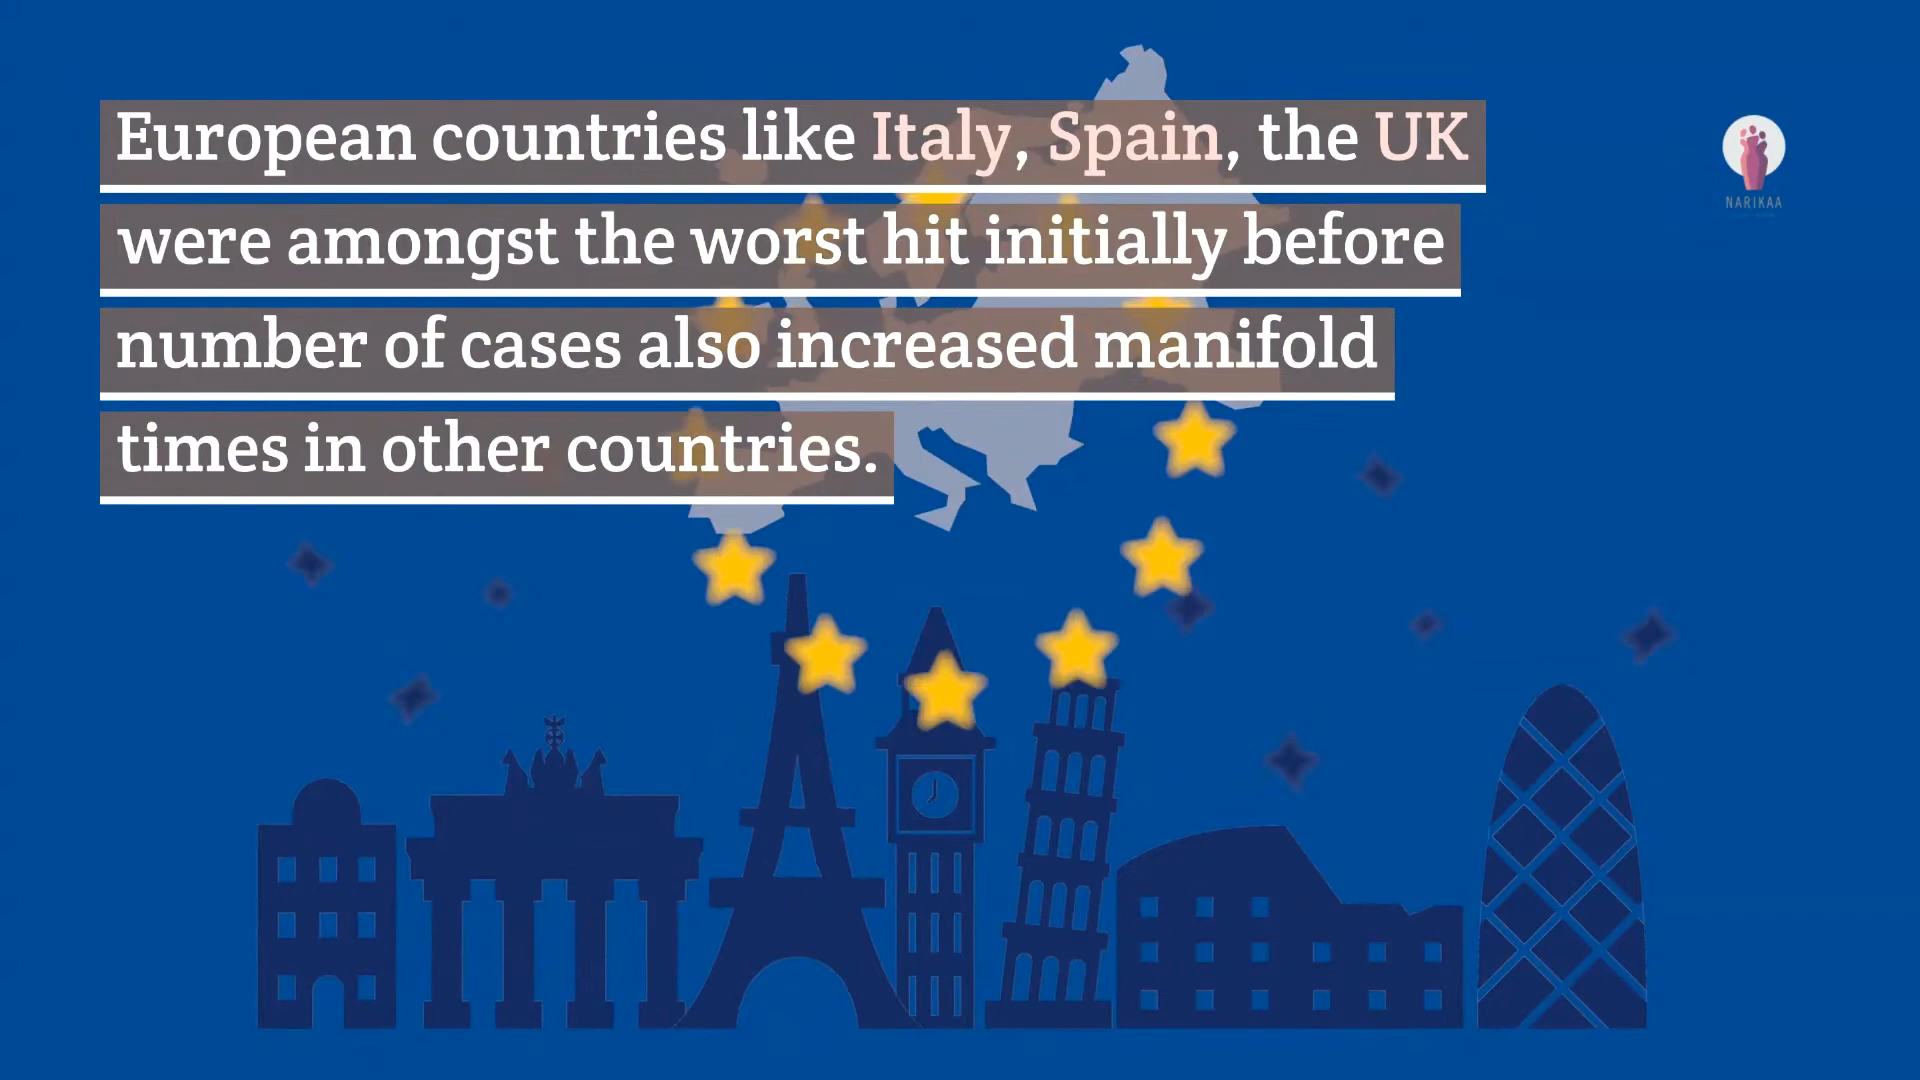 European countries like Italy, Spain, the UK
were amongst the worst hit initially before
number of cases also increased manifold
times in other countries.
NARIKAA